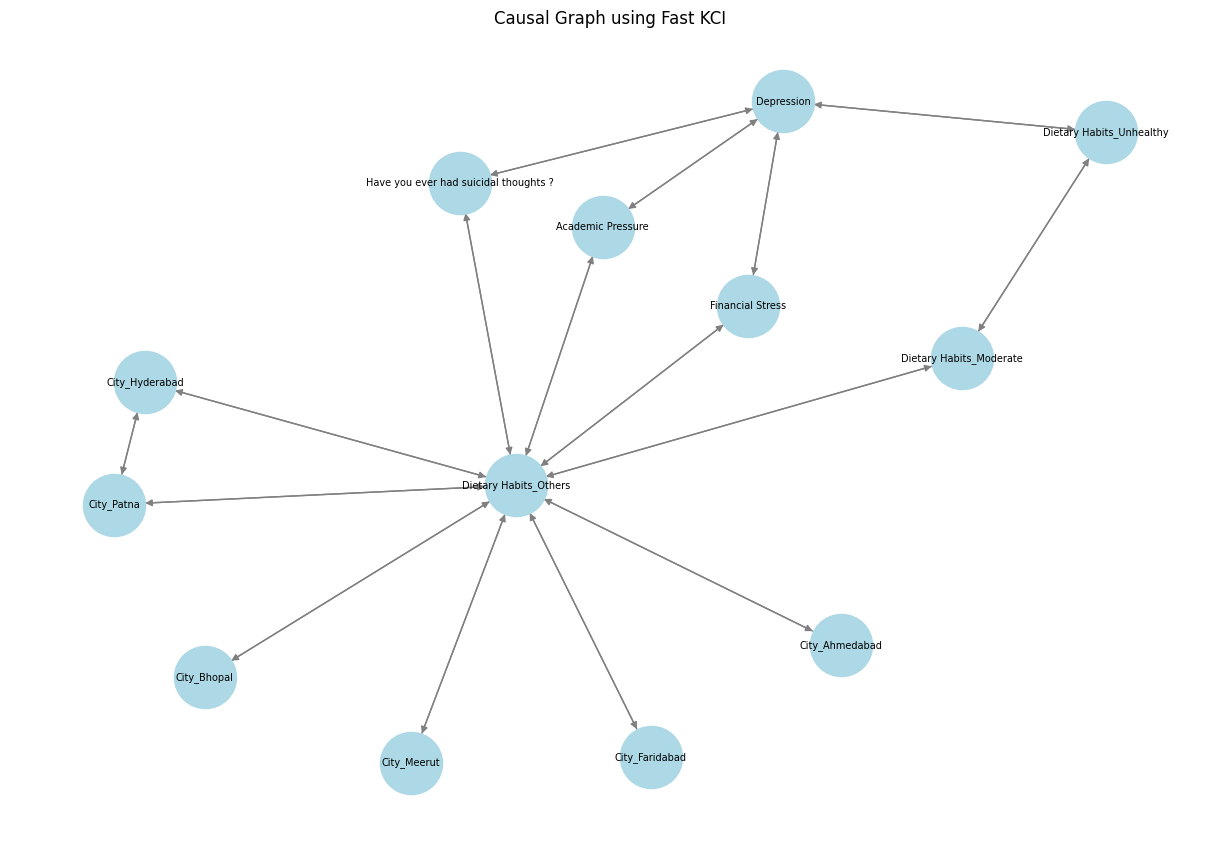 Causal Graph using Fast KCI
Depression
Dietary Habits_Unhealthy
Have you ever had suicidal thoughts ?
Academic Pressure
Financial Stress
Dietary Habits_Moderate
City_Hyderabad
Dietary Habits_Others
City_Patna
City_Ahmedabad
City_Bhopal
City_Faridabad
City_Meerut